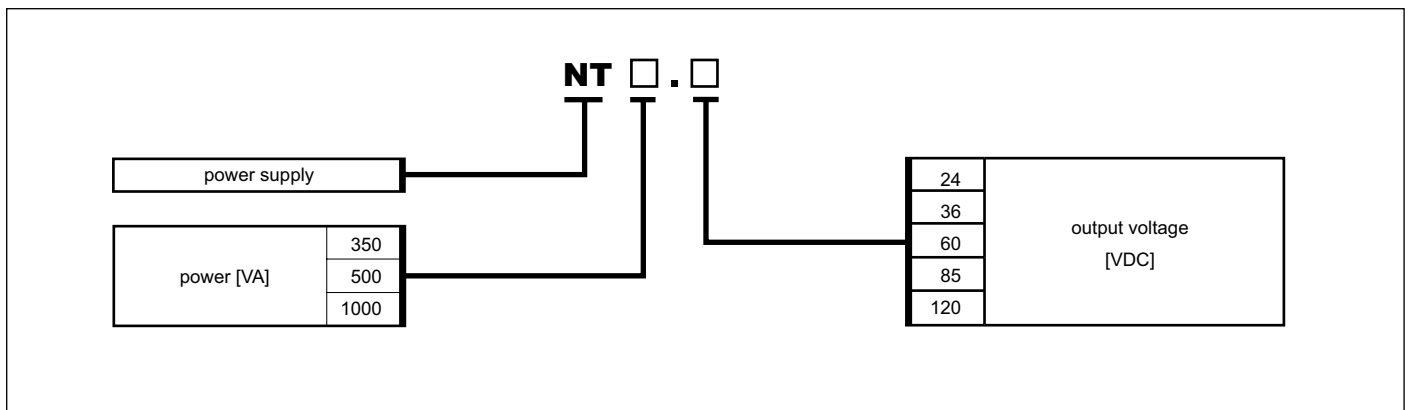 NT □ . □
power supply
power [VA]
350
500
1000
24
36
60
85
120
output voltage
[VDC]